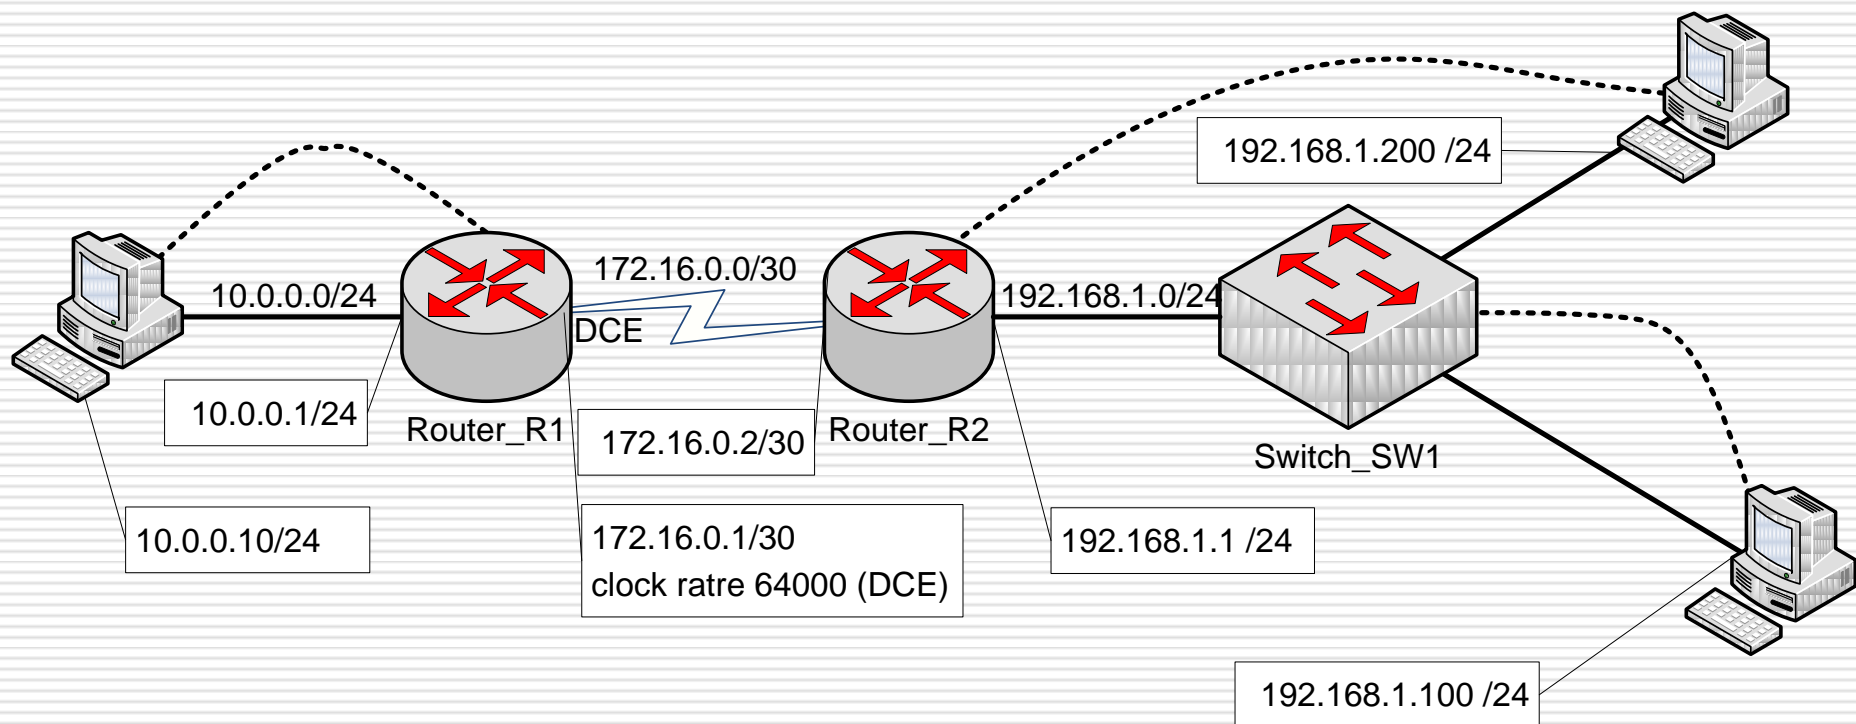 192.168.1.200 /24
172.16.0.0/30
10.0.0.0/24
192.168.1.0/24
DCE
10.0.0.1/24
Router_R1
172.16.0.2/30
Router_R2
Switch_SW1
10.0.0.10/24
172.16.0.1/30
clock ratre 64000 (DCE)
192.168.1.1 /24
192.168.1.100 /24